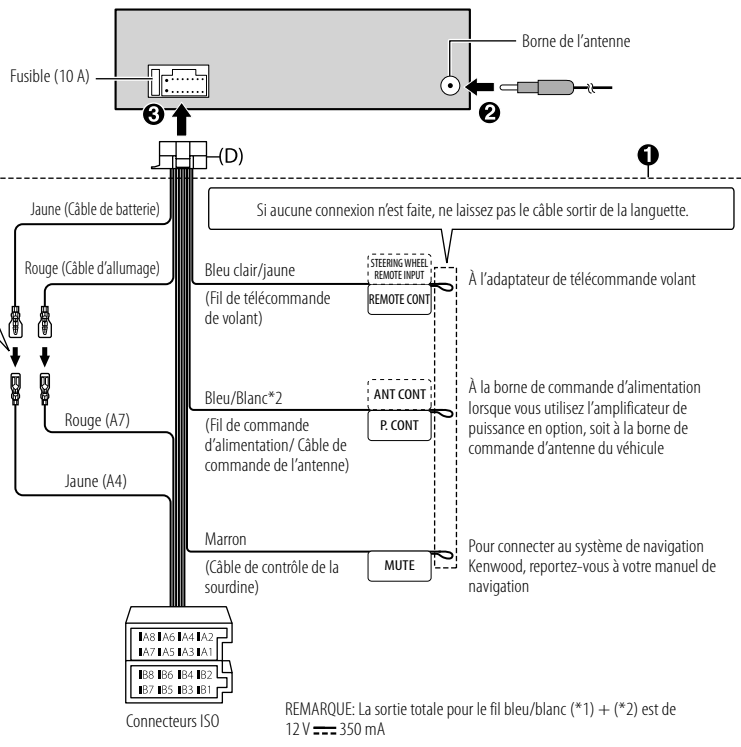 Borne de l'antenne
Fusible (10 A)
❸
❷
(D)
❶
Jaune (Câble de batterie)
Si aucune connexion n'est faite, ne laissez pas le câble sortir de la languette.
Rouge (Câble d'allumage)
Bleu clair/jaune
(Fil de télécommande
de volant)
STEERING WHEEL
REMOTE INPUT
REMOTE CONT
À l'adaptateur de télécommande volant
Bleu/Blanc*2
(Fil de commande
d'alimentation/ Câble de
commande de l'antenne)
ANT CONT
P. CONT
À la borne de commande d'alimentation
lorsque vous utilisez l'amplificateur de
puissance en option, soit à la borne de
commande d'antenne du véhicule
Rouge (A7)
Jaune (A4)
Marron
(Câble de contrôle de la
sourdine)
MUTE
Pour connecter au système de navigation
Kenwood, reportez-vous à votre manuel de
navigation
A8 A6 A4 A2
A7 A5 A3 A1
B8 B6 B4 B2
B7 B5 B3 B1
Connecteurs ISO
REMARQUE: La sortie totale pour le fil bleu/blanc (*1) + (*2) est de
12 V ⎓ 350 mA